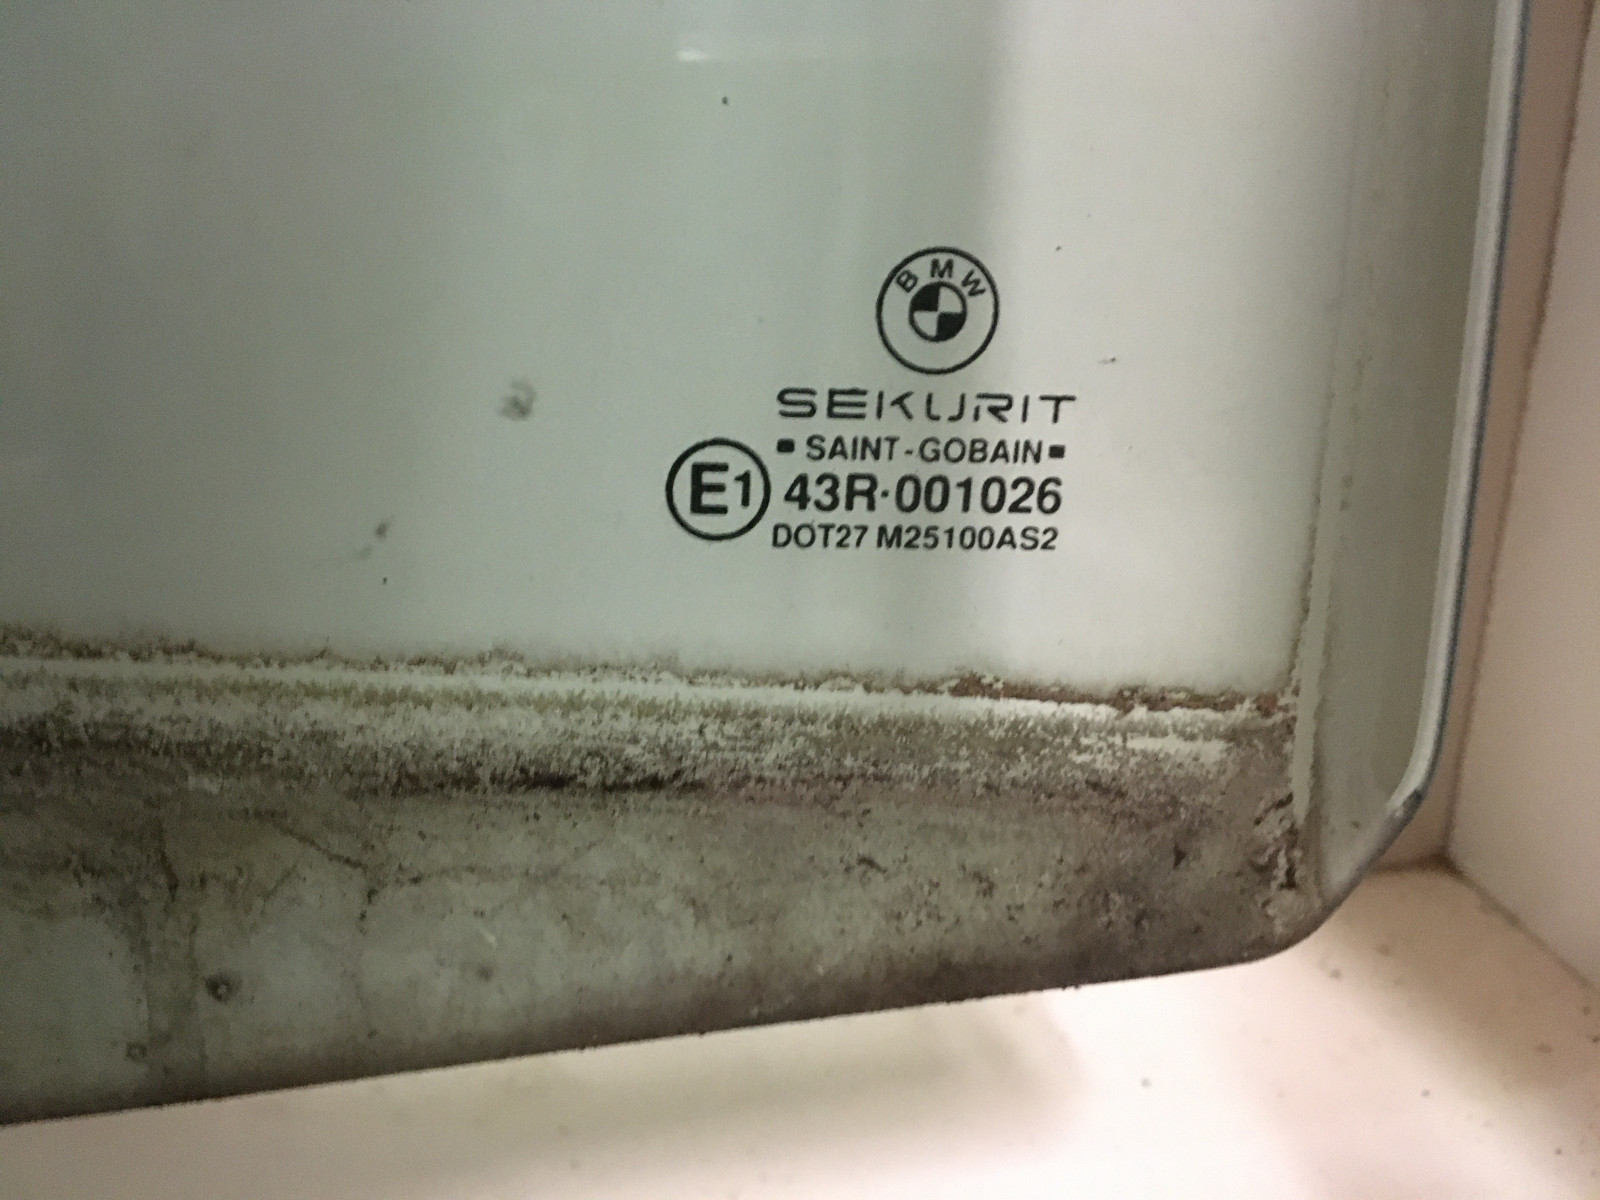 BMW
SEKURIT
SAINT-GOBAIN
E1 43R·001026
DOT27 M25100AS2